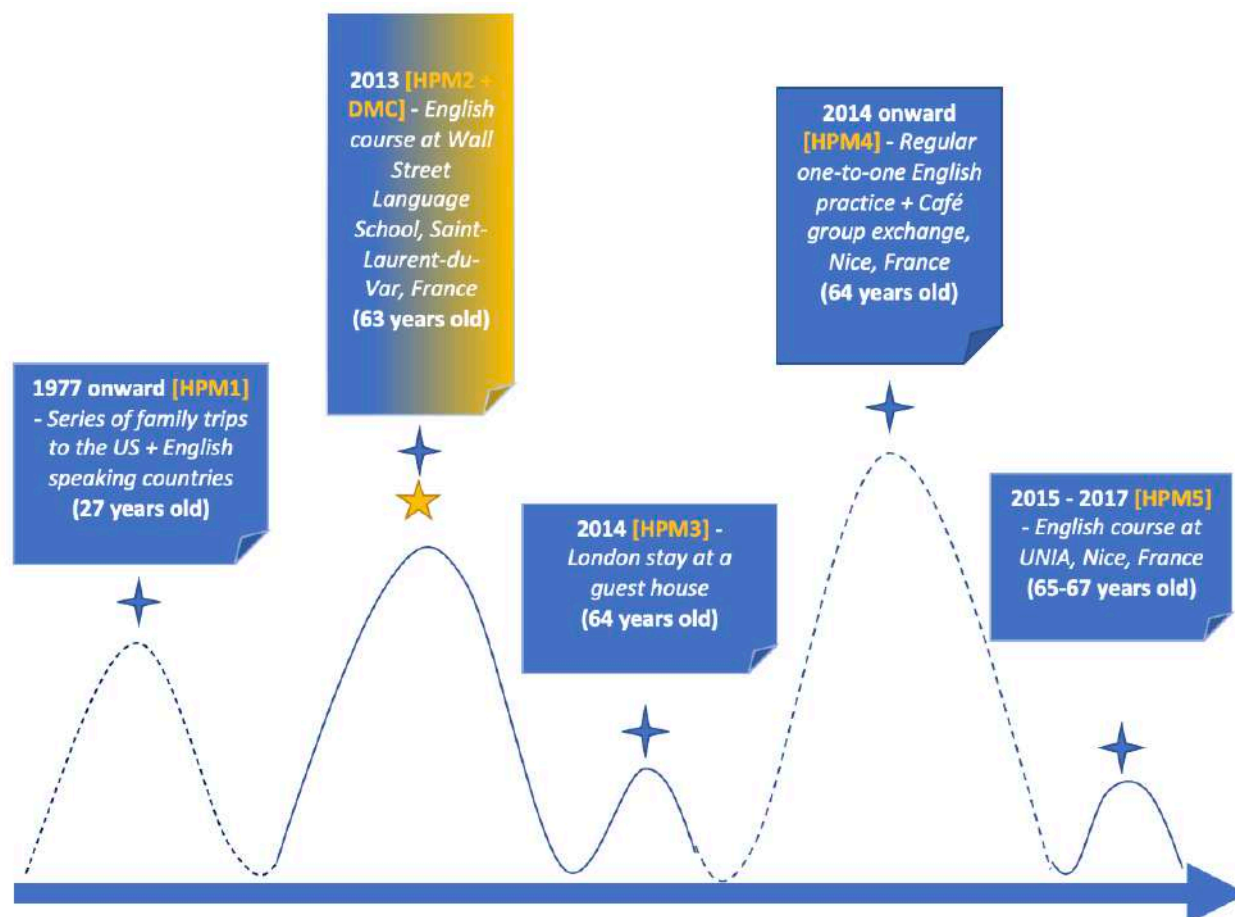 1977 onward [HPM1]
- Series of family trips
to the US + English
speaking countries
(27 years old)
2013 [HPM2 +
DMC] - English
course at Wall
Street
Language
School, Saint-
Laurent-du-
Var, France
(63 years old)
2014 [HPM3] -
London stay at a
guest house
(64 years old)
2014 onward
[HPM4] - Regular
one-to-one English
practice + Café
group exchange,
Nice, France
(64 years old)
2015 - 2017 [HPM5]
- English course at
UNIA, Nice, France
(65-67 years old)